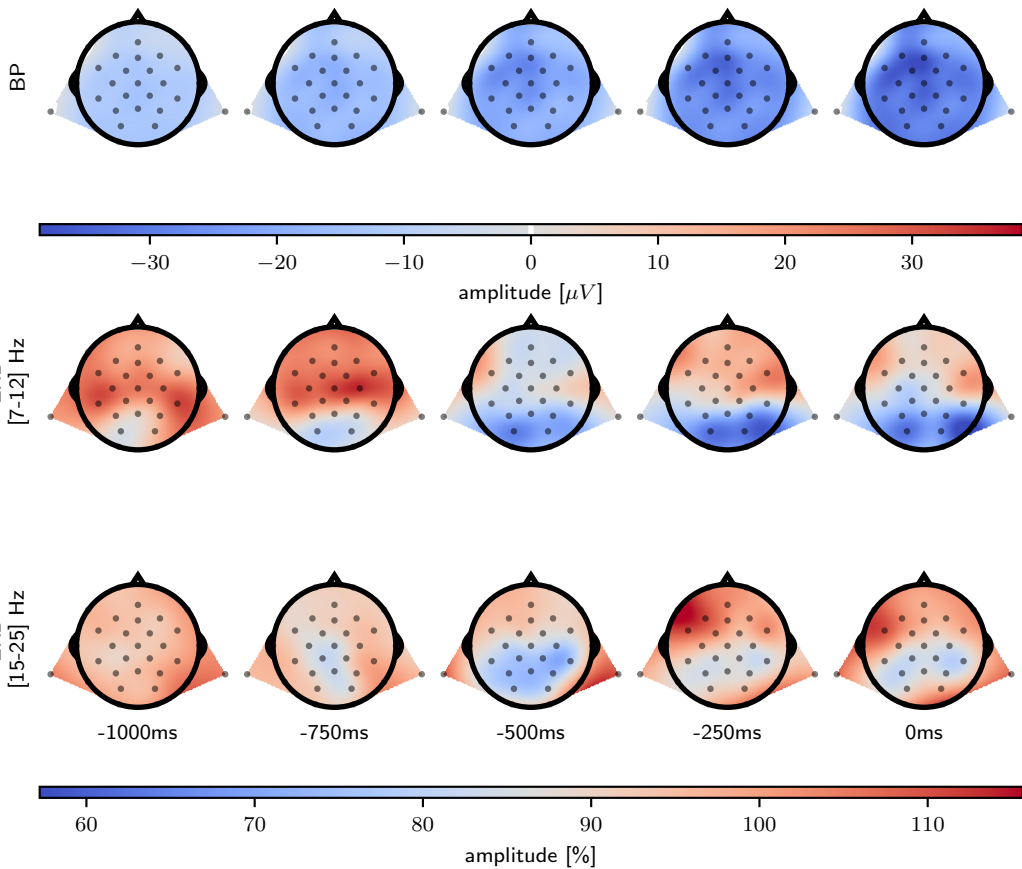 BP
−30 −20 −10 0 10 20 30
amplitude [μV]
[7-12] Hz
[15-25] Hz
-1000ms -750ms -500ms -250ms 0ms
60 70 80 90 100 110
amplitude [%]